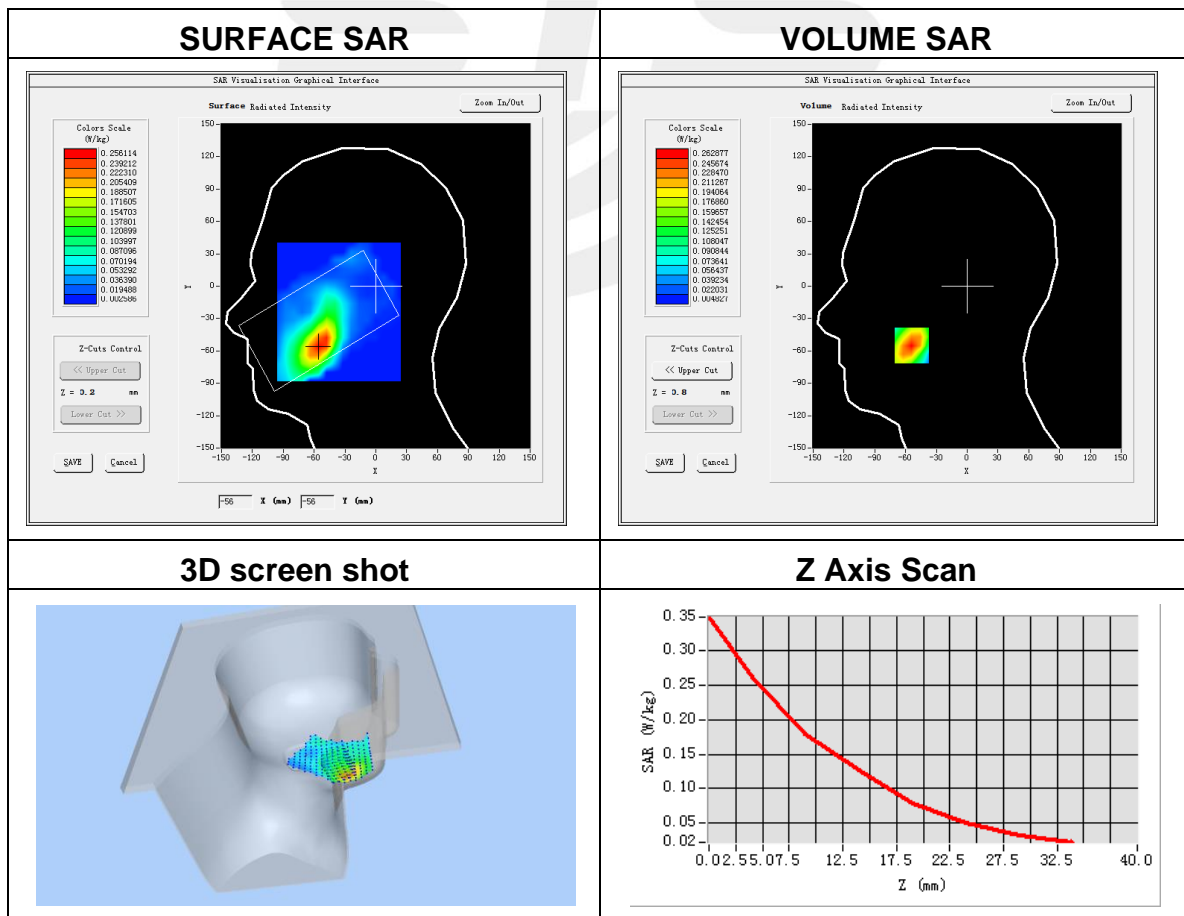 SURFACE SAR
VOLUME SAR
SAR Visualisation Graphical Interface
Surface Radiated Intensity
Zoom In/Out
Colors Scale
(W/kg)
0.256114
0.239212
0.222310
0.205409
0.188507
0.171605
0.154703
0.137801
0.120899
0.103997
0.087096
0.070194
0.053292
0.036390
0.019488
0.002586
Z-Cuts Control
<< Upper Cut
Z = 0.2 mm
Lower Cut >>
SAVE Cancel
150
120
90
60
30
0
-30
-60
-90
-120
-150
Y
-150 -120 -90 -60 -30 0 30 60 90 120 150
X
-56 X (mm) -56 Y (mm)
SAR Visualisation Graphical Interface
Volume Radiated Intensity
Zoom In/Out
Colors Scale
(W/kg)
0.262877
0.245674
0.228470
0.211267
0.194064
0.176860
0.159657
0.142454
0.125251
0.108047
0.090844
0.073641
0.056437
0.039234
0.022031
0.004827
Z-Cuts Control
<< Upper Cut
Z = 0.8 mm
Lower Cut >>
SAVE Cancel
150
120
90
60
30
0
-30
-60
-90
-120
-150
Y
-150 -120 -90 -60 -30 0 30 60 90 120 150
X
3D screen shot
Z Axis Scan
0.35
0.30
0.25
0.20
0.15
0.10
0.05
0.02
SAR (W/kg)
0.0 2.5 5.0 7.5 12.5 17.5 22.5 27.5 32.5 40.0
Z (mm)